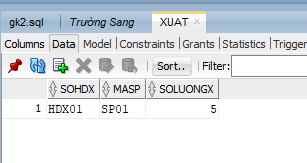 gk2.sql Trường Sang XUAT
Columns Data Model Constraints Grants Statistics Trigger
Sort.. Filter:
SOHDX MASP SOLUONGX
1 HDX01 SP01 5